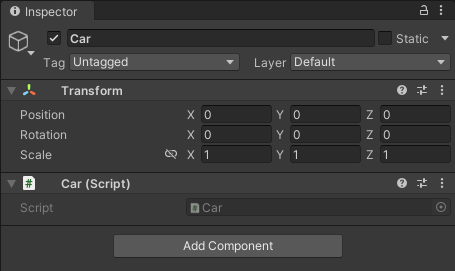 Inspector
Car
Static
Tag Untagged Layer Default
Transform
Position X 0 Y 0 Z 0
Rotation X 0 Y 0 Z 0
Scale X 1 Y 1 Z 1
# Car (Script)
Script # Car
Add Component